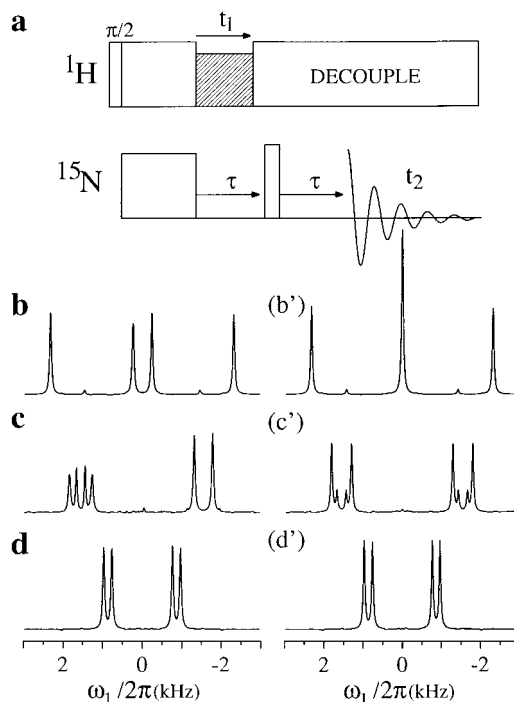 a
π/2
t₁
¹H
DECOUPLE
¹⁵N
τ
τ
t₂
b
(b')
c
(c')
d
(d')
2 0 -2
2 0 -2
ω₁/2π(kHz)
ω₁/2π(kHz)